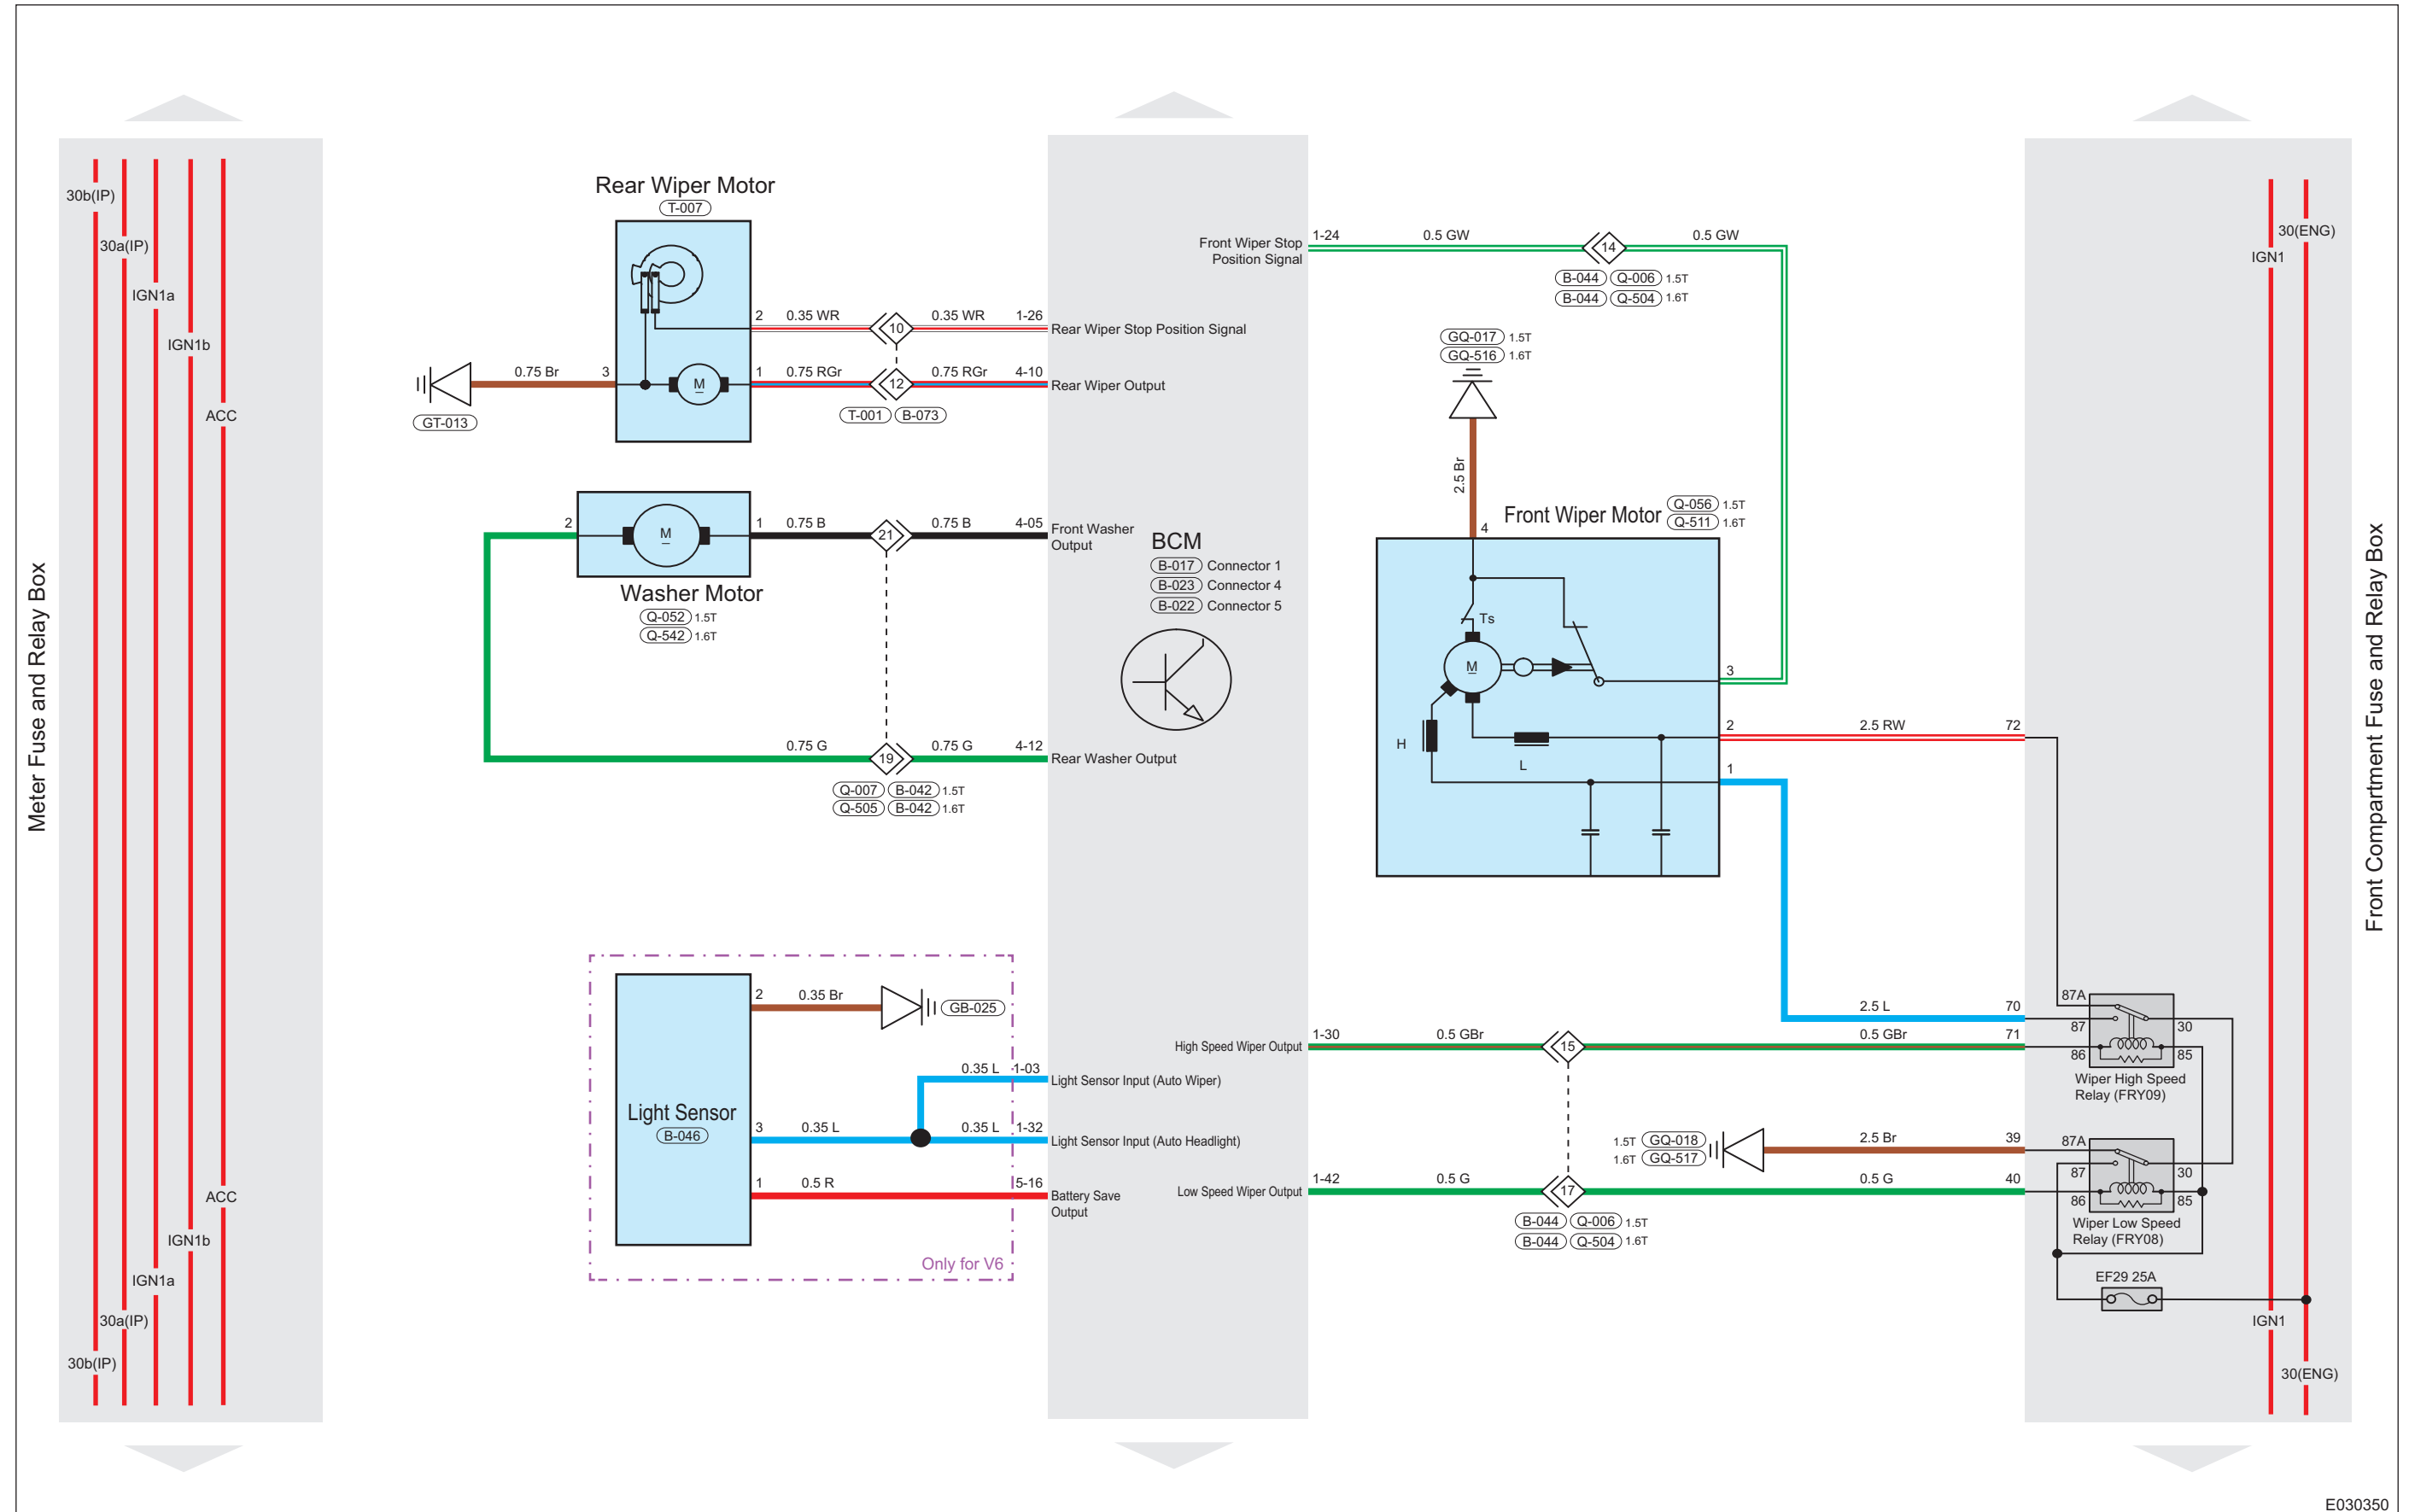 Meter Fuse and Relay Box
30b(IP)
30a(IP)
IGN1a
IGN1b
ACC
ACC
IGN1b
IGN1a
30a(IP)
30b(IP)
Rear Wiper Motor
T-007
2 0.35 WR 10 0.35 WR 1-26
Rear Wiper Stop Position Signal
GT-013
0.75 Br 3
M
1 0.75 RGr 12 0.75 RGr 4-10
Rear Wiper Output
T-001 B-073
2
M
1 0.75 B 21 0.75 B 4-05
Front Washer
Output
Washer Motor
Q-052 1.5T
Q-542 1.6T
0.75 G 19 0.75 G 4-12
Rear Washer Output
Q-007 B-042 1.5T
Q-505 B-042 1.6T
Light Sensor
B-046
2 0.35 Br
GB-025
0.35 L 1-03
Light Sensor Input (Auto Wiper)
3 0.35 L 0.35 L 1-32
Light Sensor Input (Auto Headlight)
1 0.5 R 5-16
Battery Save
Output
Only for V6
BCM
B-017 Connector 1
B-023 Connector 4
B-022 Connector 5
Front Wiper Stop
Position Signal
1-24 0.5 GW 14 0.5 GW
B-044 Q-006 1.5T
B-044 Q-504 1.6T
GQ-017 1.5T
GQ-516 1.6T
2.5 Br
4
Front Wiper Motor
Q-056 1.5T
Q-511 1.6T
Ts
M
H
L
3
2 2.5 RW 72
1
2.5 L 70
High Speed Wiper Output
1-30 0.5 GBr 15 0.5 GBr 71
1.5T GQ-018
1.6T GQ-517
2.5 Br 39
Low Speed Wiper Output
1-42 0.5 G 17 0.5 G 40
B-044 Q-006 1.5T
B-044 Q-504 1.6T
87A
87 30
86 85
Wiper High Speed
Relay (FRY09)
87A
87 30
86 85
Wiper Low Speed
Relay (FRY08)
EF29 25A
30(ENG)
IGN1
IGN1
30(ENG)
Front Compartment Fuse and Relay Box
E030350